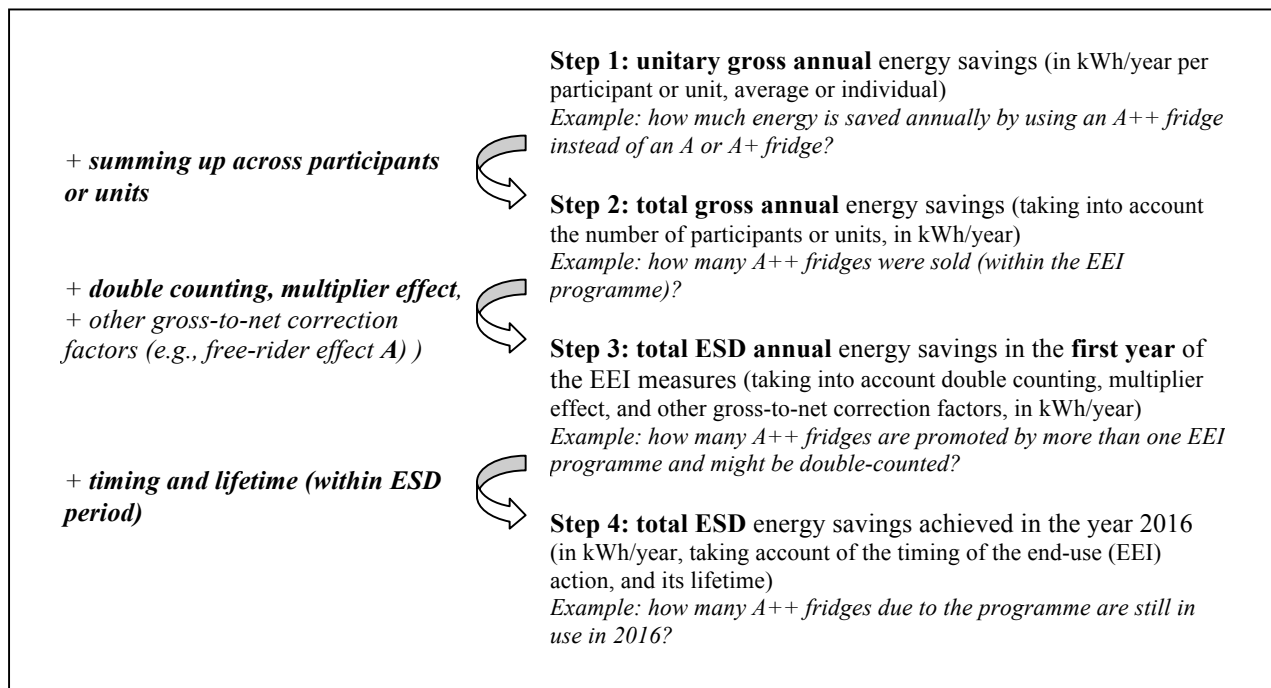 Step 1: unitary gross annual energy savings (in kWh/year per
participant or unit, average or individual)
Example: how much energy is saved annually by using an A++ fridge
instead of an A or A+ fridge?
+ summing up across participants
or units
Step 2: total gross annual energy savings (taking into account
the number of participants or units, in kWh/year)
Example: how many A++ fridges were sold (within the EEI
programme)?
+ double counting, multiplier effect,
+ other gross-to-net correction
factors (e.g., free-rider effect A) )
Step 3: total ESD annual energy savings in the first year of
the EEI measures (taking into account double counting, multiplier
effect, and other gross-to-net correction factors, in kWh/year)
Example: how many A++ fridges are promoted by more than one EEI
programme and might be double-counted?
+ timing and lifetime (within ESD
period)
Step 4: total ESD energy savings achieved in the year 2016
(in kWh/year, taking account of the timing of the end-use (EEI)
action, and its lifetime)
Example: how many A++ fridges due to the programme are still in
use in 2016?